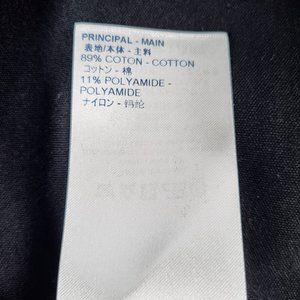 PRINCIPAL - MAIN
表地/本体 - 主料
89% COTON - COTTON
コットン - 棉
11% POLYAMIDE -
POLYAMIDE
ナイロン - 锦纶